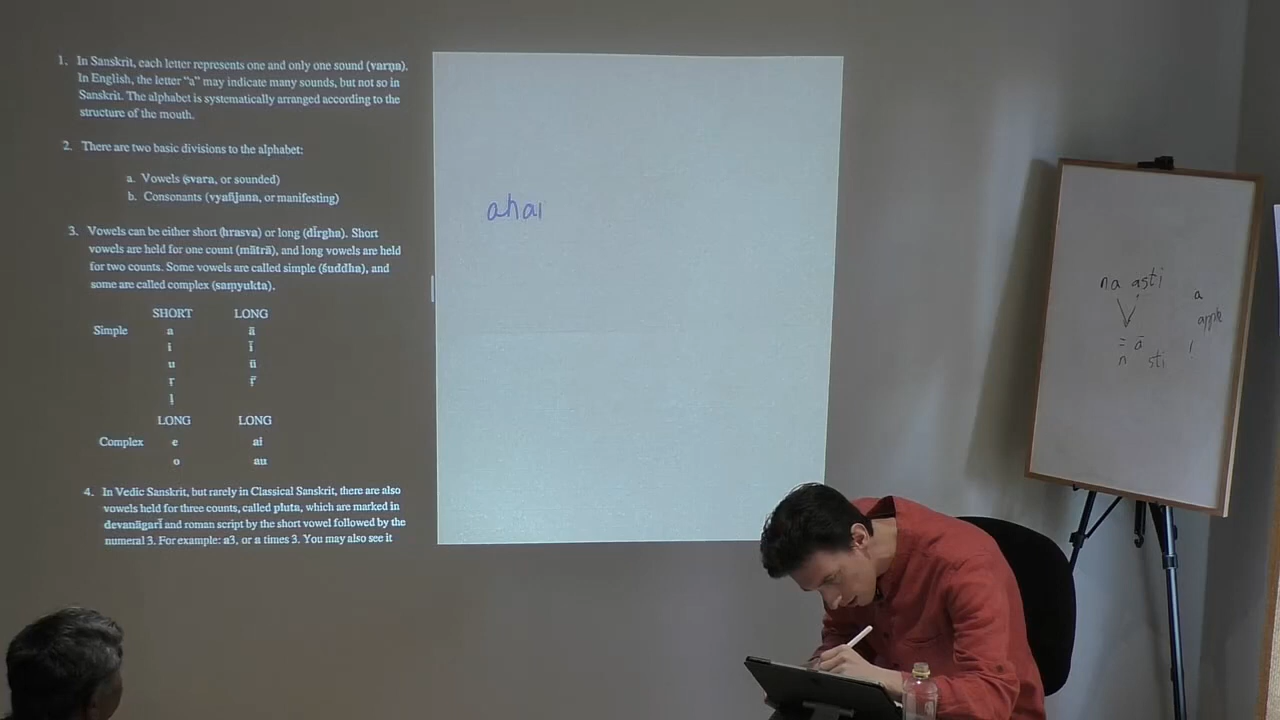 1. In Sanskrit, each letter represents one and only one sound (varṇa).
In English, the letter “a” may indicate many sounds, but not so in
Sanskrit. The alphabet is systematically arranged according to the
structure of the mouth.
2. There are two basic divisions to the alphabet:
a. Vowels (svara, or sounded)
b. Consonants (vyañjana, or manifesting)
3. Vowels can be either short (hrasva) or long (dīrgha). Short
vowels are held for one count (mātrā), and long vowels are held
for two counts. Some vowels are called simple (śuddha), and
some are called complex (saṃyukta).
SHORT LONG
Simple a ā
i ī
u ū
ṛ ṝ
ḷ
LONG LONG
Complex e ai
o au
4. In Vedic Sanskrit, but rarely in Classical Sanskrit, there are also
vowels held for three counts, called pluta, which are marked in
devanāgarī and roman script by the short vowel followed by the
numeral 3. For example: a3, or a times 3. You may also see it
ahaı
na asti
= ā
n sti
a
apple